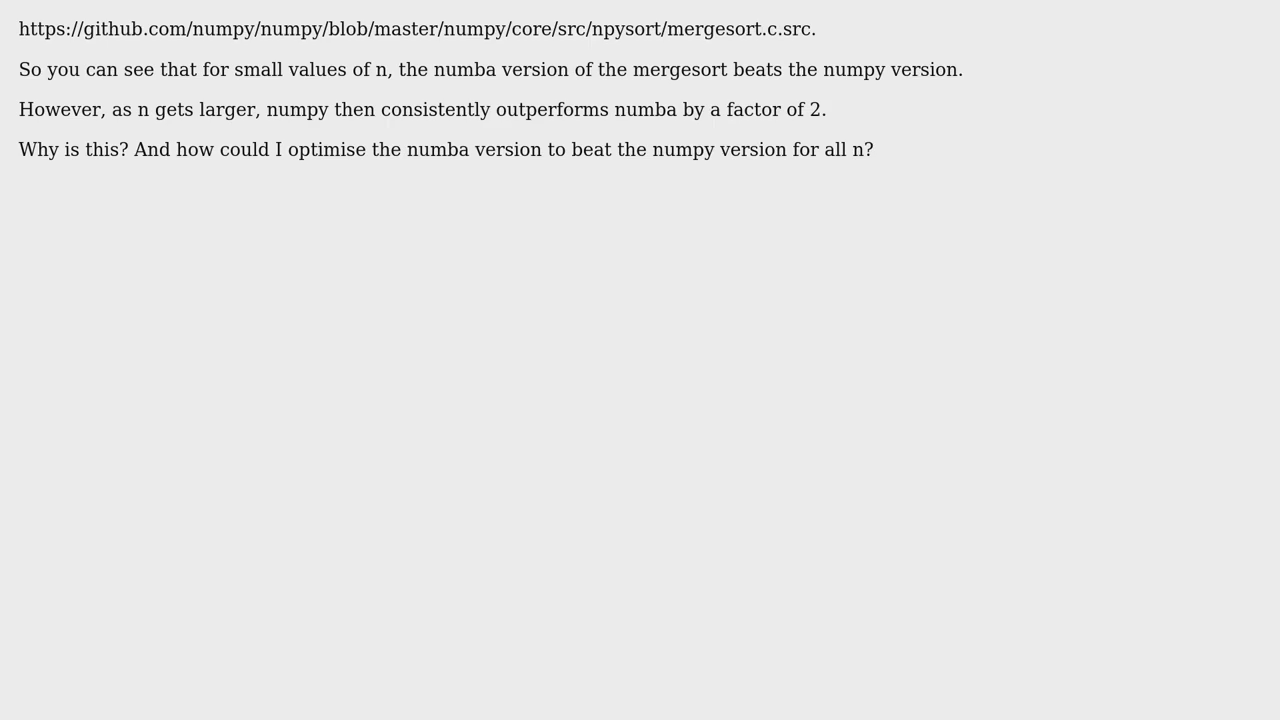 https://github.com/numpy/numpy/blob/master/numpy/core/src/npysort/mergesort.c.src.
So you can see that for small values of n, the numba version of the mergesort beats the numpy version.
However, as n gets larger, numpy then consistently outperforms numba by a factor of 2.
Why is this? And how could I optimise the numba version to beat the numpy version for all n?